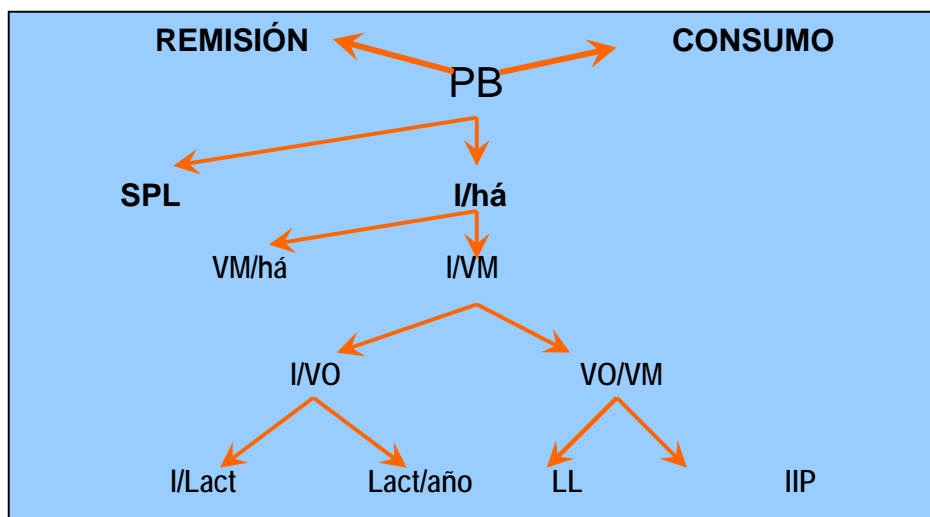 REMISIÓN CONSUMO
PB
SPL l/há
VM/há l/VM
l/VO VO/VM
l/Lact Lact/año LL IIP